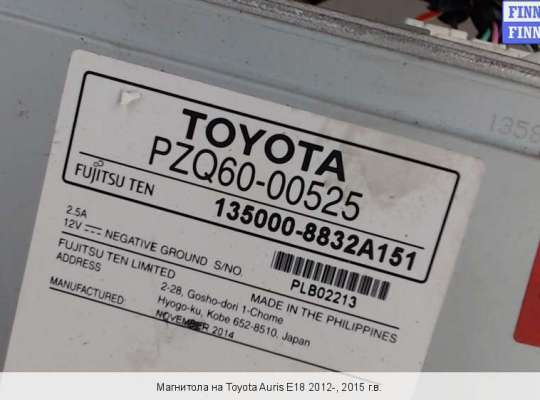 FINN
FINN
1358
TOYOTA
PZQ60-00525
FUJITSU TEN
135000-8832A151
2.5A
12V NEGATIVE GROUND S/NO.
PLB02213
FUJITSU TEN LIMITED
MADE IN THE PHILIPPINES
ADDRESS
2-28, Gosho-dori 1-Chome
Hyogo-ku, Kobe 652-8510, Japan
MANUFACTURED
NOVEMBER 2014
Магнитола на Toyota Auris E18 2012-, 2015 г.в.